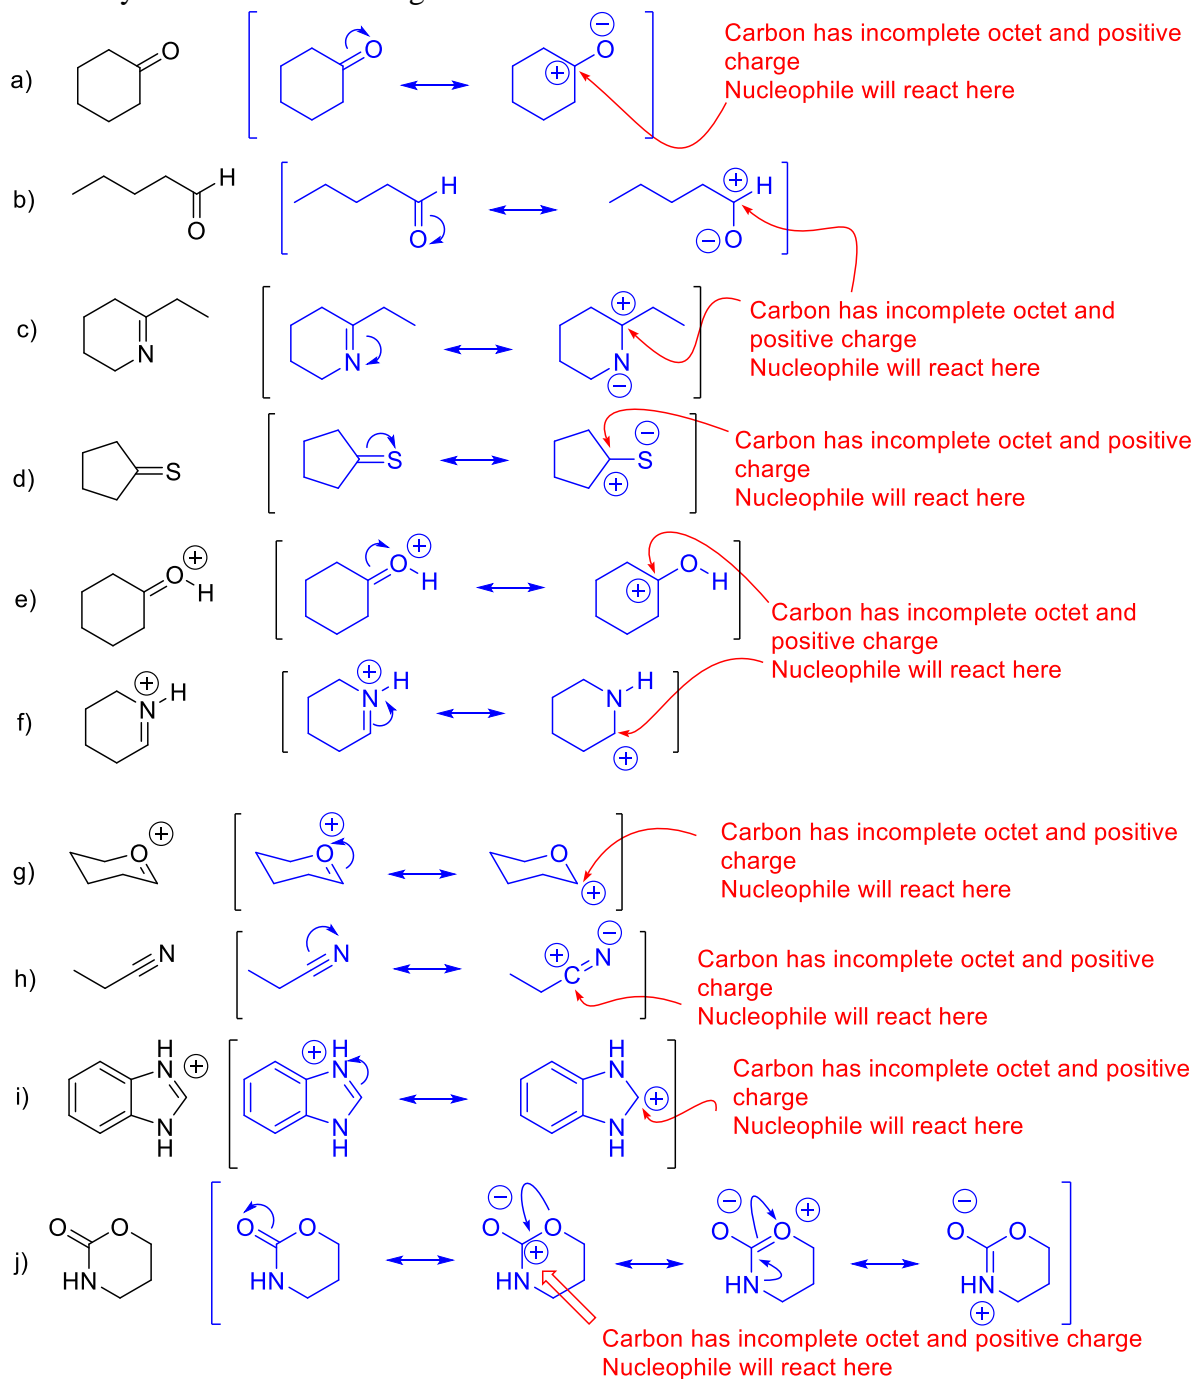 a)
O
O
O
Carbon has incomplete octet and positive
charge
Nucleophile will react here
b)
H
O
H
O
H
O
c)
N
N
N
Carbon has incomplete octet and
positive charge
Nucleophile will react here
d)
S
S
S
Carbon has incomplete octet and positive
charge
Nucleophile will react here
e)
O
H
O
H
O
H
Carbon has incomplete octet and
positive charge
Nucleophile will react here
f)
N
H
N
H
N
H
g)
O
O
O
Carbon has incomplete octet and positive
charge
Nucleophile will react here
h)
N
N
C
N
Carbon has incomplete octet and positive
charge
Nucleophile will react here
i)
H
N
N
H
H
N
N
H
H
N
N
H
Carbon has incomplete octet and positive
charge
Nucleophile will react here
j)
O
O
HN
O
O
HN
O
O
HN
O
O
HN
O
O
HN
Carbon has incomplete octet and positive charge
Nucleophile will react here